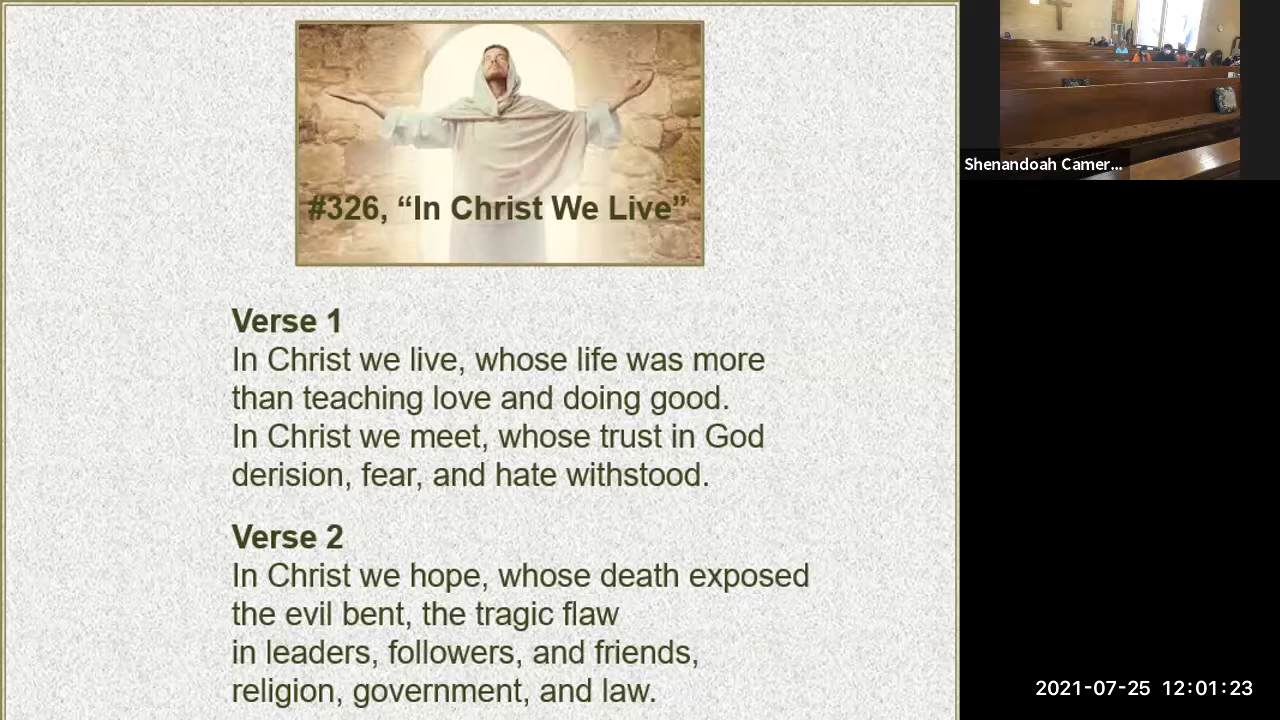 #326, “In Christ We Live”
Verse 1
In Christ we live, whose life was more
than teaching love and doing good.
In Christ we meet, whose trust in God
derision, fear, and hate withstood.
Verse 2
In Christ we hope, whose death exposed
the evil bent, the tragic flaw
in leaders, followers, and friends,
religion, government, and law.
Shenandoah Camer...
2021-07-25 12:01:23